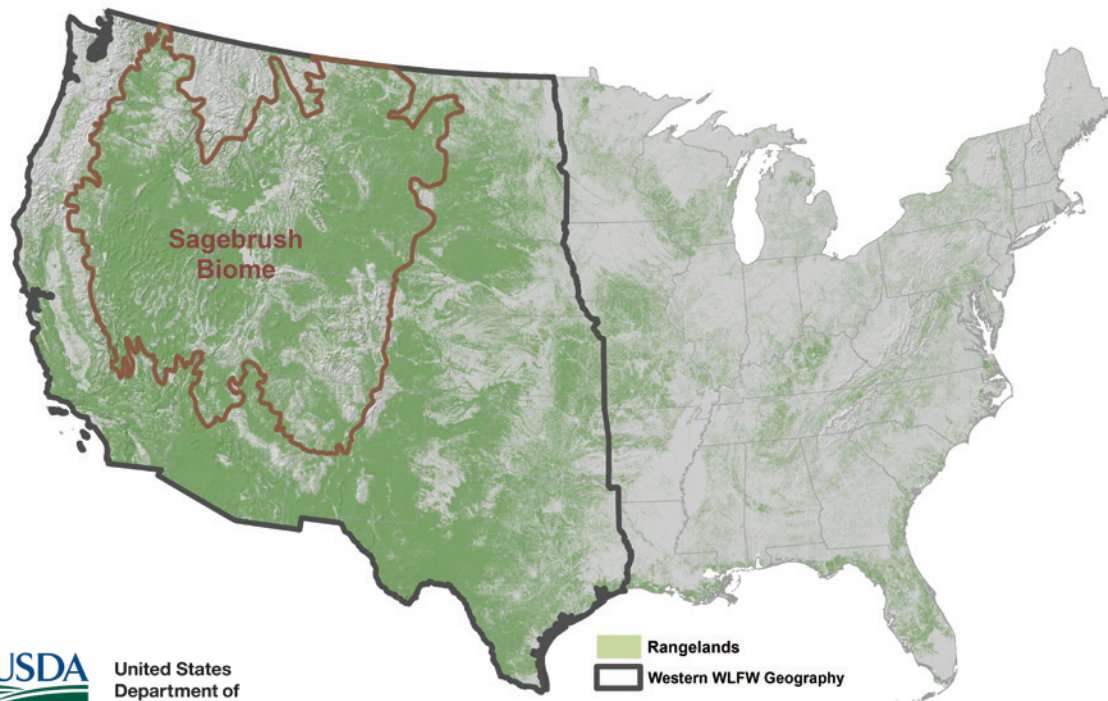 Sagebrush
Biome
Rangelands
Western WLFW Geography
USDA
United States
Department of